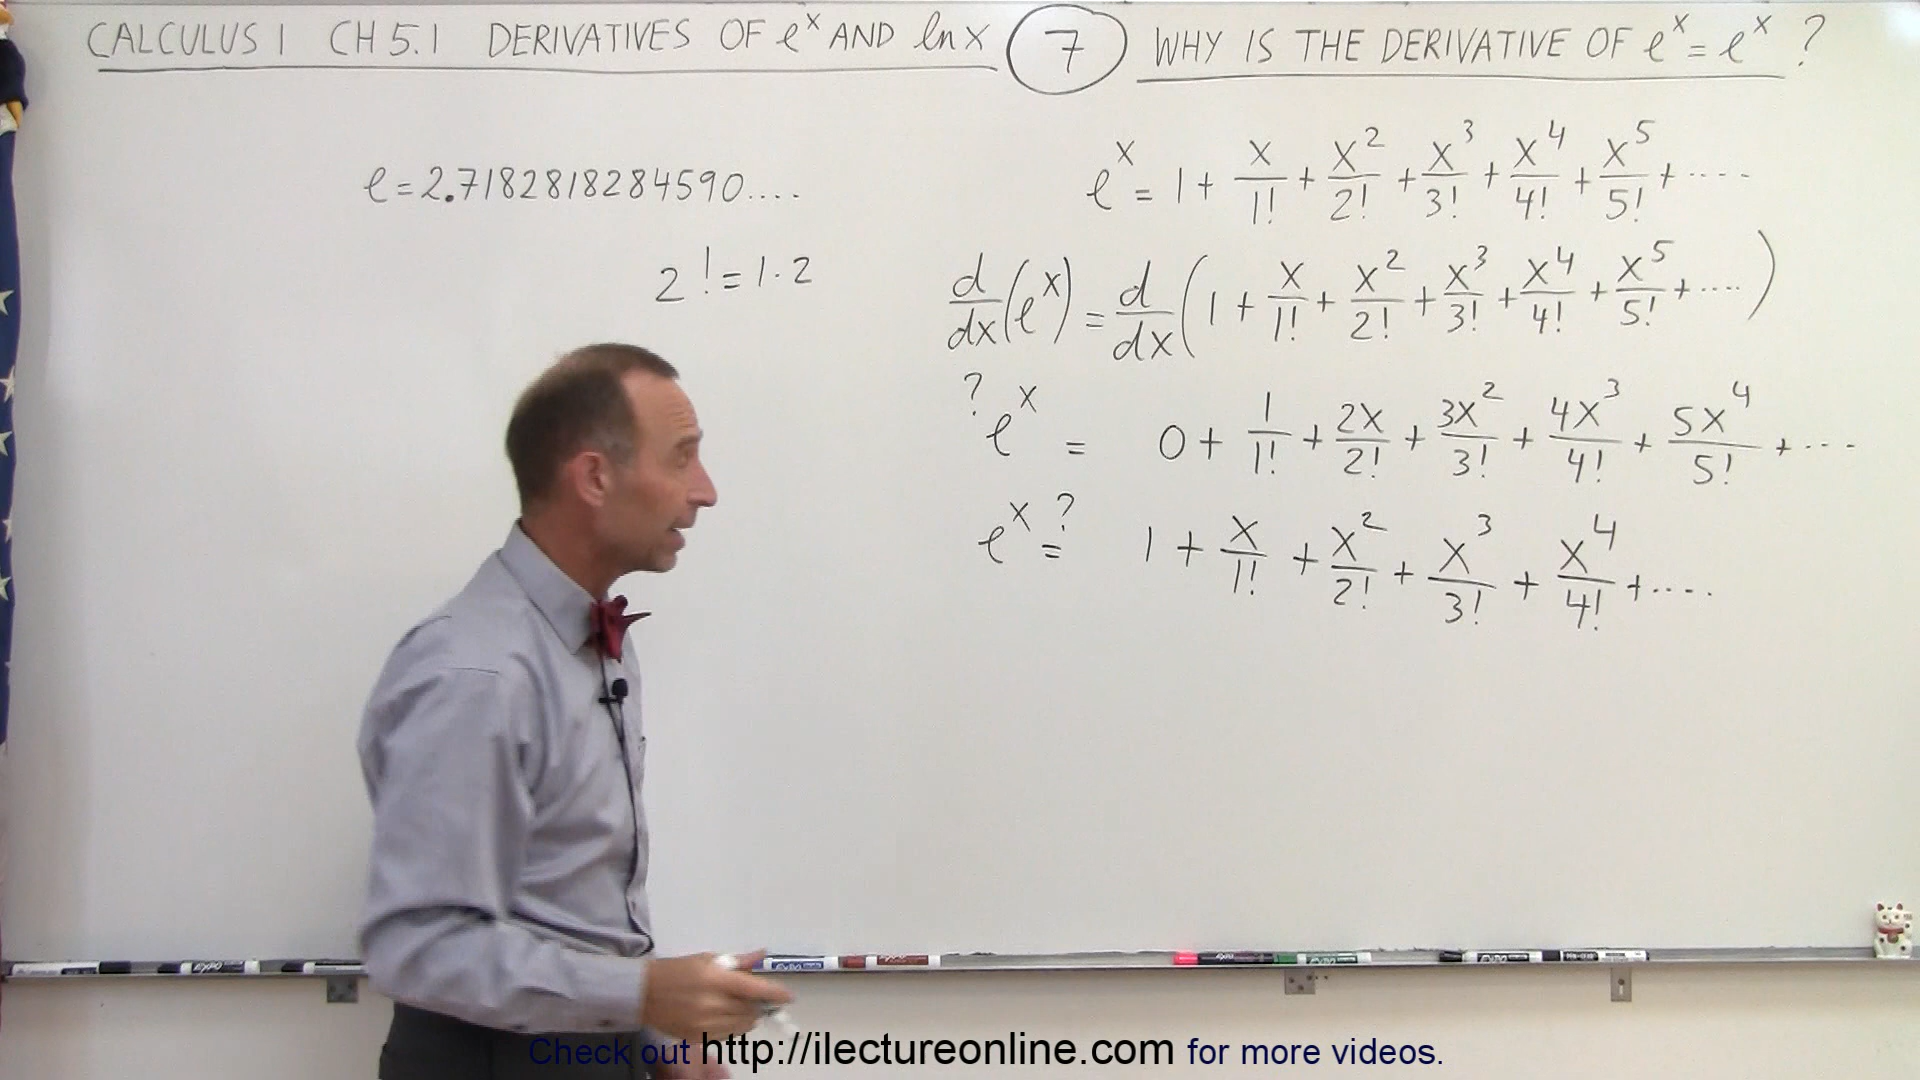 CALCULUS 1 CH 5.1 DERIVATIVES OF e^x AND ln x (7) WHY IS THE DERIVATIVE OF e^x = e^x ?
e = 2.7182818284590....
2! = 1·2
e^x = 1 + x/1! + x^2/2! + x^3/3! + x^4/4! + x^5/5! + ....
d/dx (e^x) = d/dx (1 + x/1! + x^2/2! + x^3/3! + x^4/4! + x^5/5! + ....)
? e^x = 0 + 1/1! + 2x/2! + 3x^2/3! + 4x^3/4! + 5x^4/5! + ...
e^x ?= 1 + x/1! + x^2/2! + x^3/3! + x^4/4! + ....
EXPO
Check out http://ilectureonline.com for more videos.